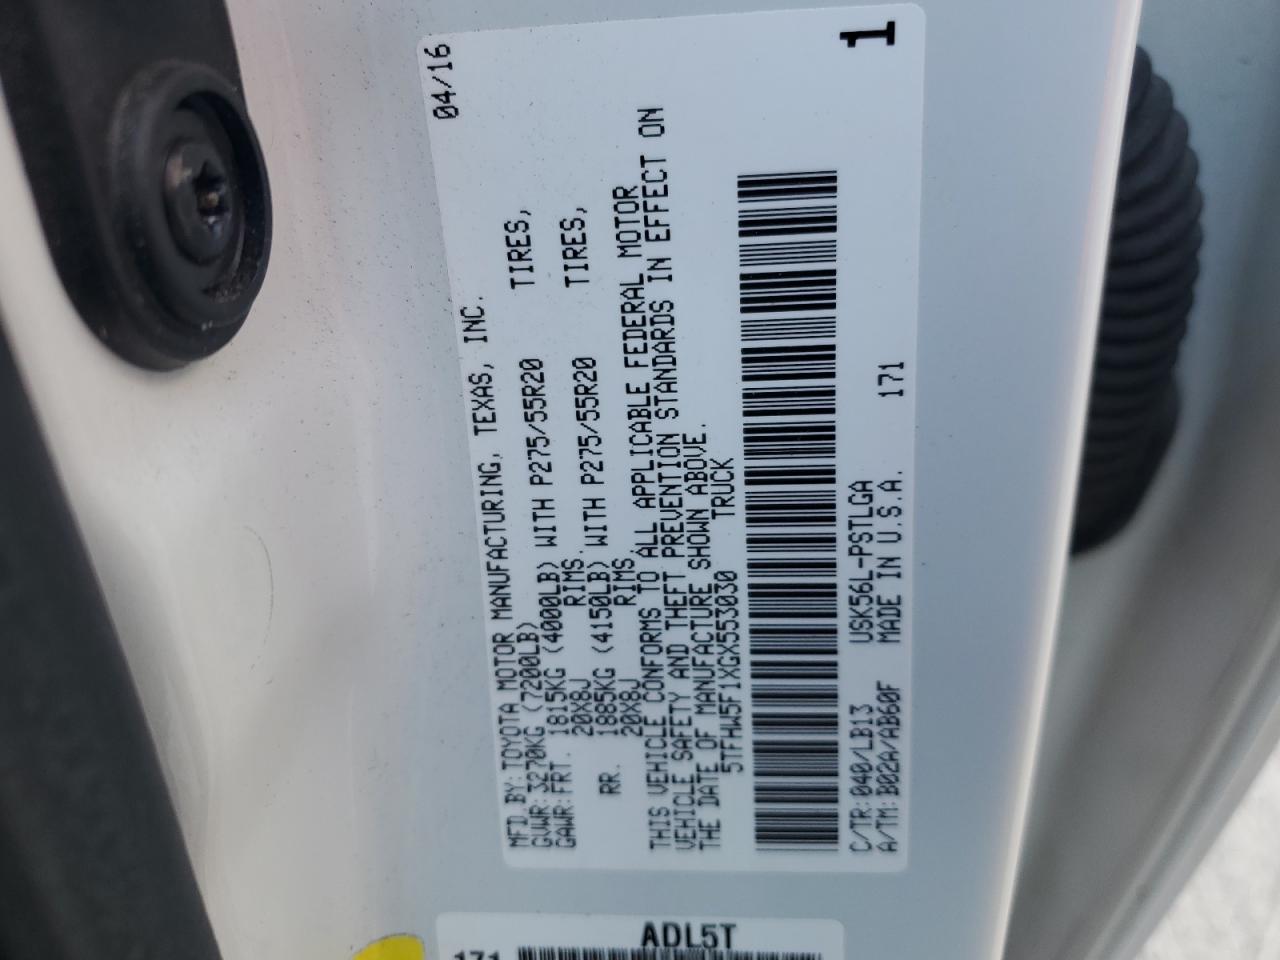 04/16
MFD.BY:TOYOTA MOTOR MANUFACTURING, TEXAS, INC.
GVWR:3270KG (7200LB)
GAWR:FRT. 1815KG (4000LB) WITH P275/55R20 TIRES,
20X8J RIMS.
RR. 1885KG (4150LB) WITH P275/55R20 TIRES,
20X8J RIMS
THIS VEHICLE CONFORMS TO ALL APPLICABLE FEDERAL MOTOR
VEHICLE SAFETY AND THEFT PREVENTION STANDARDS IN EFFECT ON
THE DATE OF MANUFACTURE SHOWN ABOVE.
5TFHW5F1XGX553030 TRUCK
C/TR:040/LB13 USK56L-PSTLGA 171
A/TM:B02A/AB60F MADE IN U.S.A.
1
ADL5T
171